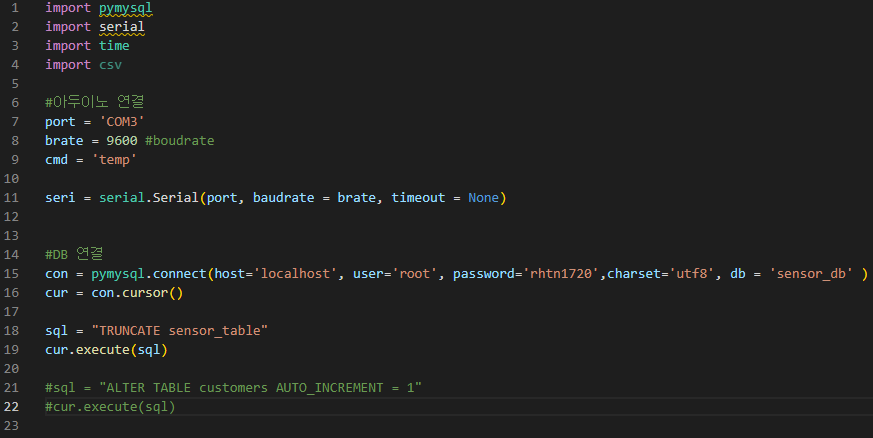 1 import pymysql
2 import serial
3 import time
4 import csv
5
6 #아두이노 연결
7 port = 'COM3'
8 brate = 9600 #boudrate
9 cmd = 'temp'
10
11 seri = serial.Serial(port, baudrate = brate, timeout = None)
12
13
14 #DB 연결
15 con = pymysql.connect(host='localhost', user='root', password='rhtn1720',charset='utf8', db = 'sensor_db' )
16 cur = con.cursor()
17
18 sql = "TRUNCATE sensor_table"
19 cur.execute(sql)
20
21 #sql = "ALTER TABLE customers AUTO_INCREMENT = 1"
22 #cur.execute(sql)
23